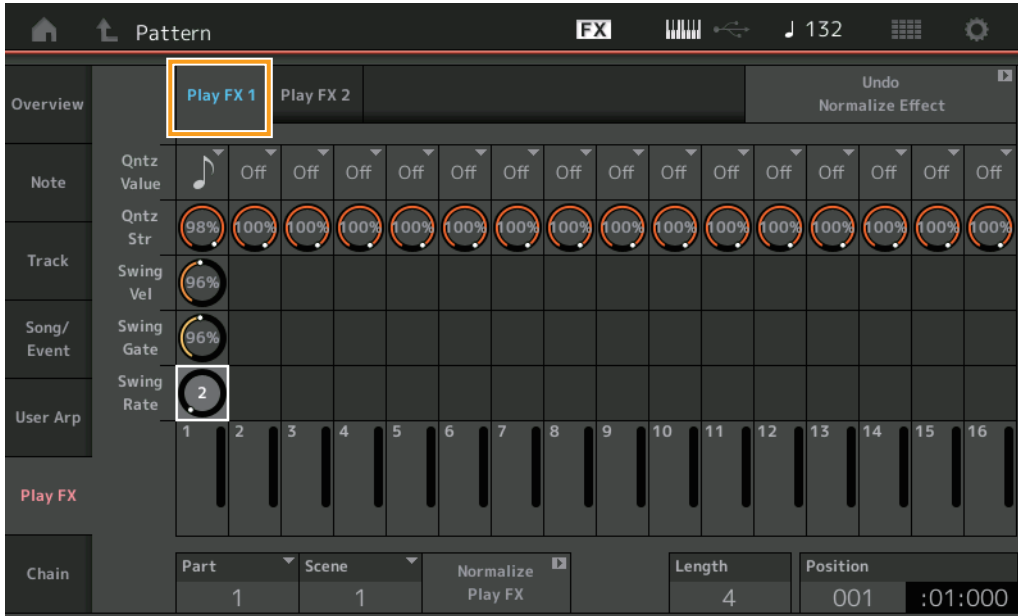 Pattern FX ♩ 132
Play FX 1 Play FX 2 Undo
Normalize Effect
Overview
Note
Track
Song/
Event
User Arp
Play FX
Chain
Qntz
Value Off Off Off Off Off Off Off Off Off Off Off Off Off Off Off
Qntz
Str 98% 100% 100% 100% 100% 100% 100% 100% 100% 100% 100% 100% 100% 100% 100% 100%
Swing
Vel 96%
Swing
Gate 96%
Swing
Rate 2
1 2 3 4 5 6 7 8 9 10 11 12 13 14 15 16
Part Scene Normalize
Play FX Length Position
1 1 4 001 :01:000